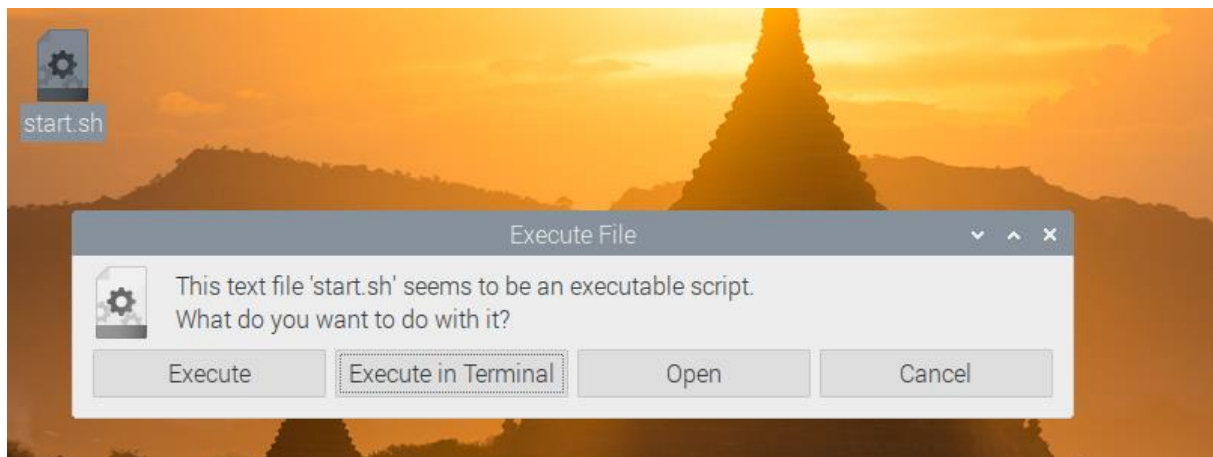 start.sh
Execute File
This text file 'start.sh' seems to be an executable script.
What do you want to do with it?
Execute
Execute in Terminal
Open
Cancel